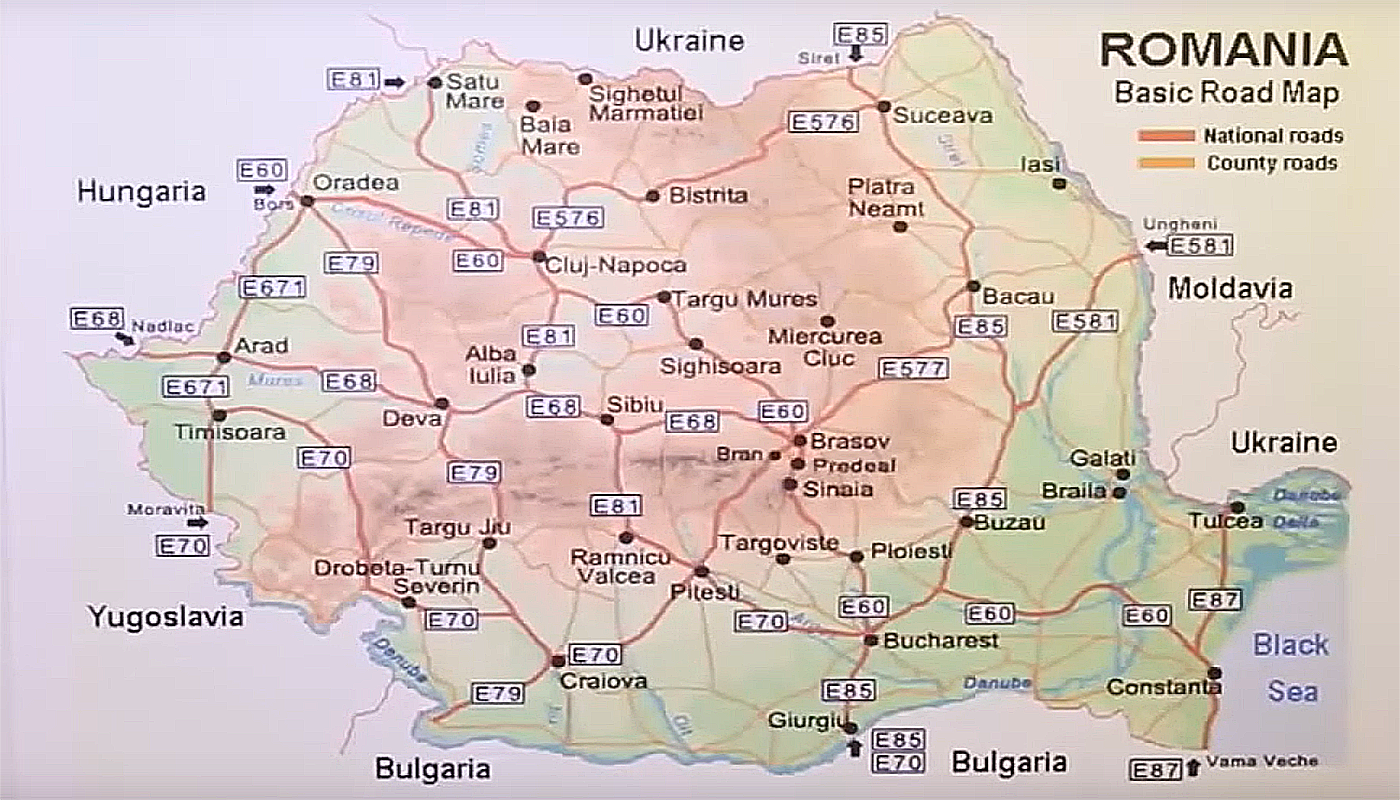 ROMANIA
Basic Road Map
National roads
County roads
Ukraine
E85
Siret
E81
Satu
Mare
Sighetul
Marmatiei
Baia
Mare
Somes
E576
Suceava
Siret
Iasi
Hungaria
E60
Bors
Oradea
Crisul Repede
E81
E576
Bistrita
Piatra
Neamt
Ungheni
E581
Moldavia
E79
E60
Cluj-Napoca
E671
Targu Mures
E60
Bacau
E85
E581
E68
Nadlac
Arad
E81
Miercurea
Cluc
Alba
Iulia
Sighisoara
E577
E671
Mures
E68
Deva
E68
Sibiu
E68
E60
Timisoara
Brasov
Bran
Predeal
Sinaia
E70
E79
E81
E85
Galati
Braila
Ukraine
Danube
Delta
Tulcea
Moravita
E70
Targu Jiu
Ramnicu
Valcea
Targoviste
Ploiesti
Buzau
Drobeta-Turnu
Severin
Pitesti
E70
E70
E60
E60
E60
E87
Yugoslavia
Danube
Bucharest
Black
Sea
E70
Craiova
E79
Jiu
Olt
E85
Danube
Constanta
Giurgiu
E85
E70
Bulgaria
Bulgaria
E87
Vama Veche